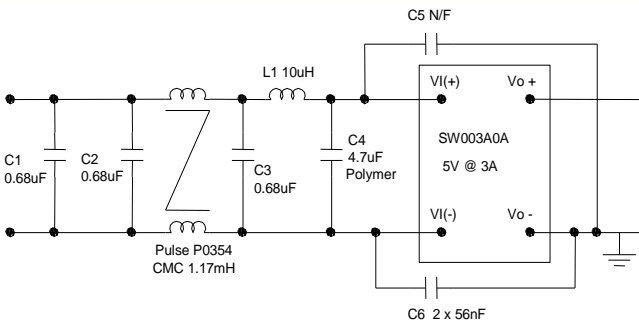 C5 N/F
L1 10uH
VI(+)
Vo +
C1
0.68uF
C2
0.68uF
C3
0.68uF
C4
4.7uF
Polymer
SW003A0A
5V @ 3A
VI(-)
Vo -
Pulse P0354
CMC 1.17mH
C6  2 x 56nF